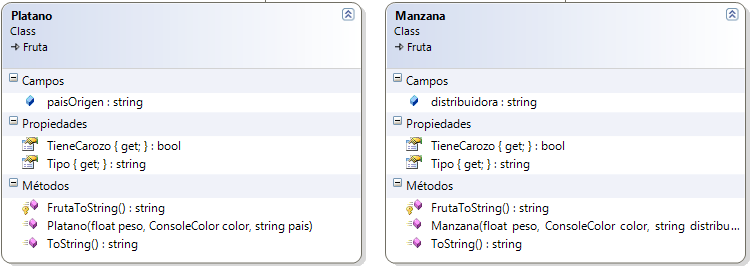 Platano
Class
Fruta
Campos
paisOrigen : string
Propiedades
TieneCarozo { get; } : bool
Tipo { get; } : string
Métodos
FrutaToString() : string
Platano(float peso, ConsoleColor color, string pais)
ToString() : string
Manzana
Class
Fruta
Campos
distribuidora : string
Propiedades
TieneCarozo { get; } : bool
Tipo { get; } : string
Métodos
FrutaToString() : string
Manzana(float peso, ConsoleColor color, string distribu...
ToString() : string